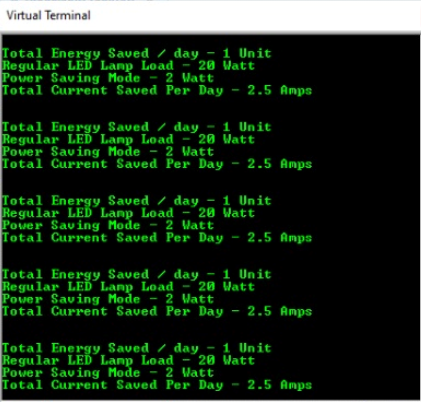 Virtual Terminal
Total Energy Saved / day - 1 Unit
Regular LED Lamp Load - 20 Watt
Power Saving Mode - 2 Watt
Total Current Saved Per Day - 2.5 Amps
Total Energy Saved / day - 1 Unit
Regular LED Lamp Load - 20 Watt
Power Saving Mode - 2 Watt
Total Current Saved Per Day - 2.5 Amps
Total Energy Saved / day - 1 Unit
Regular LED Lamp Load - 20 Watt
Power Saving Mode - 2 Watt
Total Current Saved Per Day - 2.5 Amps
Total Energy Saved / day - 1 Unit
Regular LED Lamp Load - 20 Watt
Power Saving Mode - 2 Watt
Total Current Saved Per Day - 2.5 Amps
Total Energy Saved / day - 1 Unit
Regular LED Lamp Load - 20 Watt
Power Saving Mode - 2 Watt
Total Current Saved Per Day - 2.5 Amps